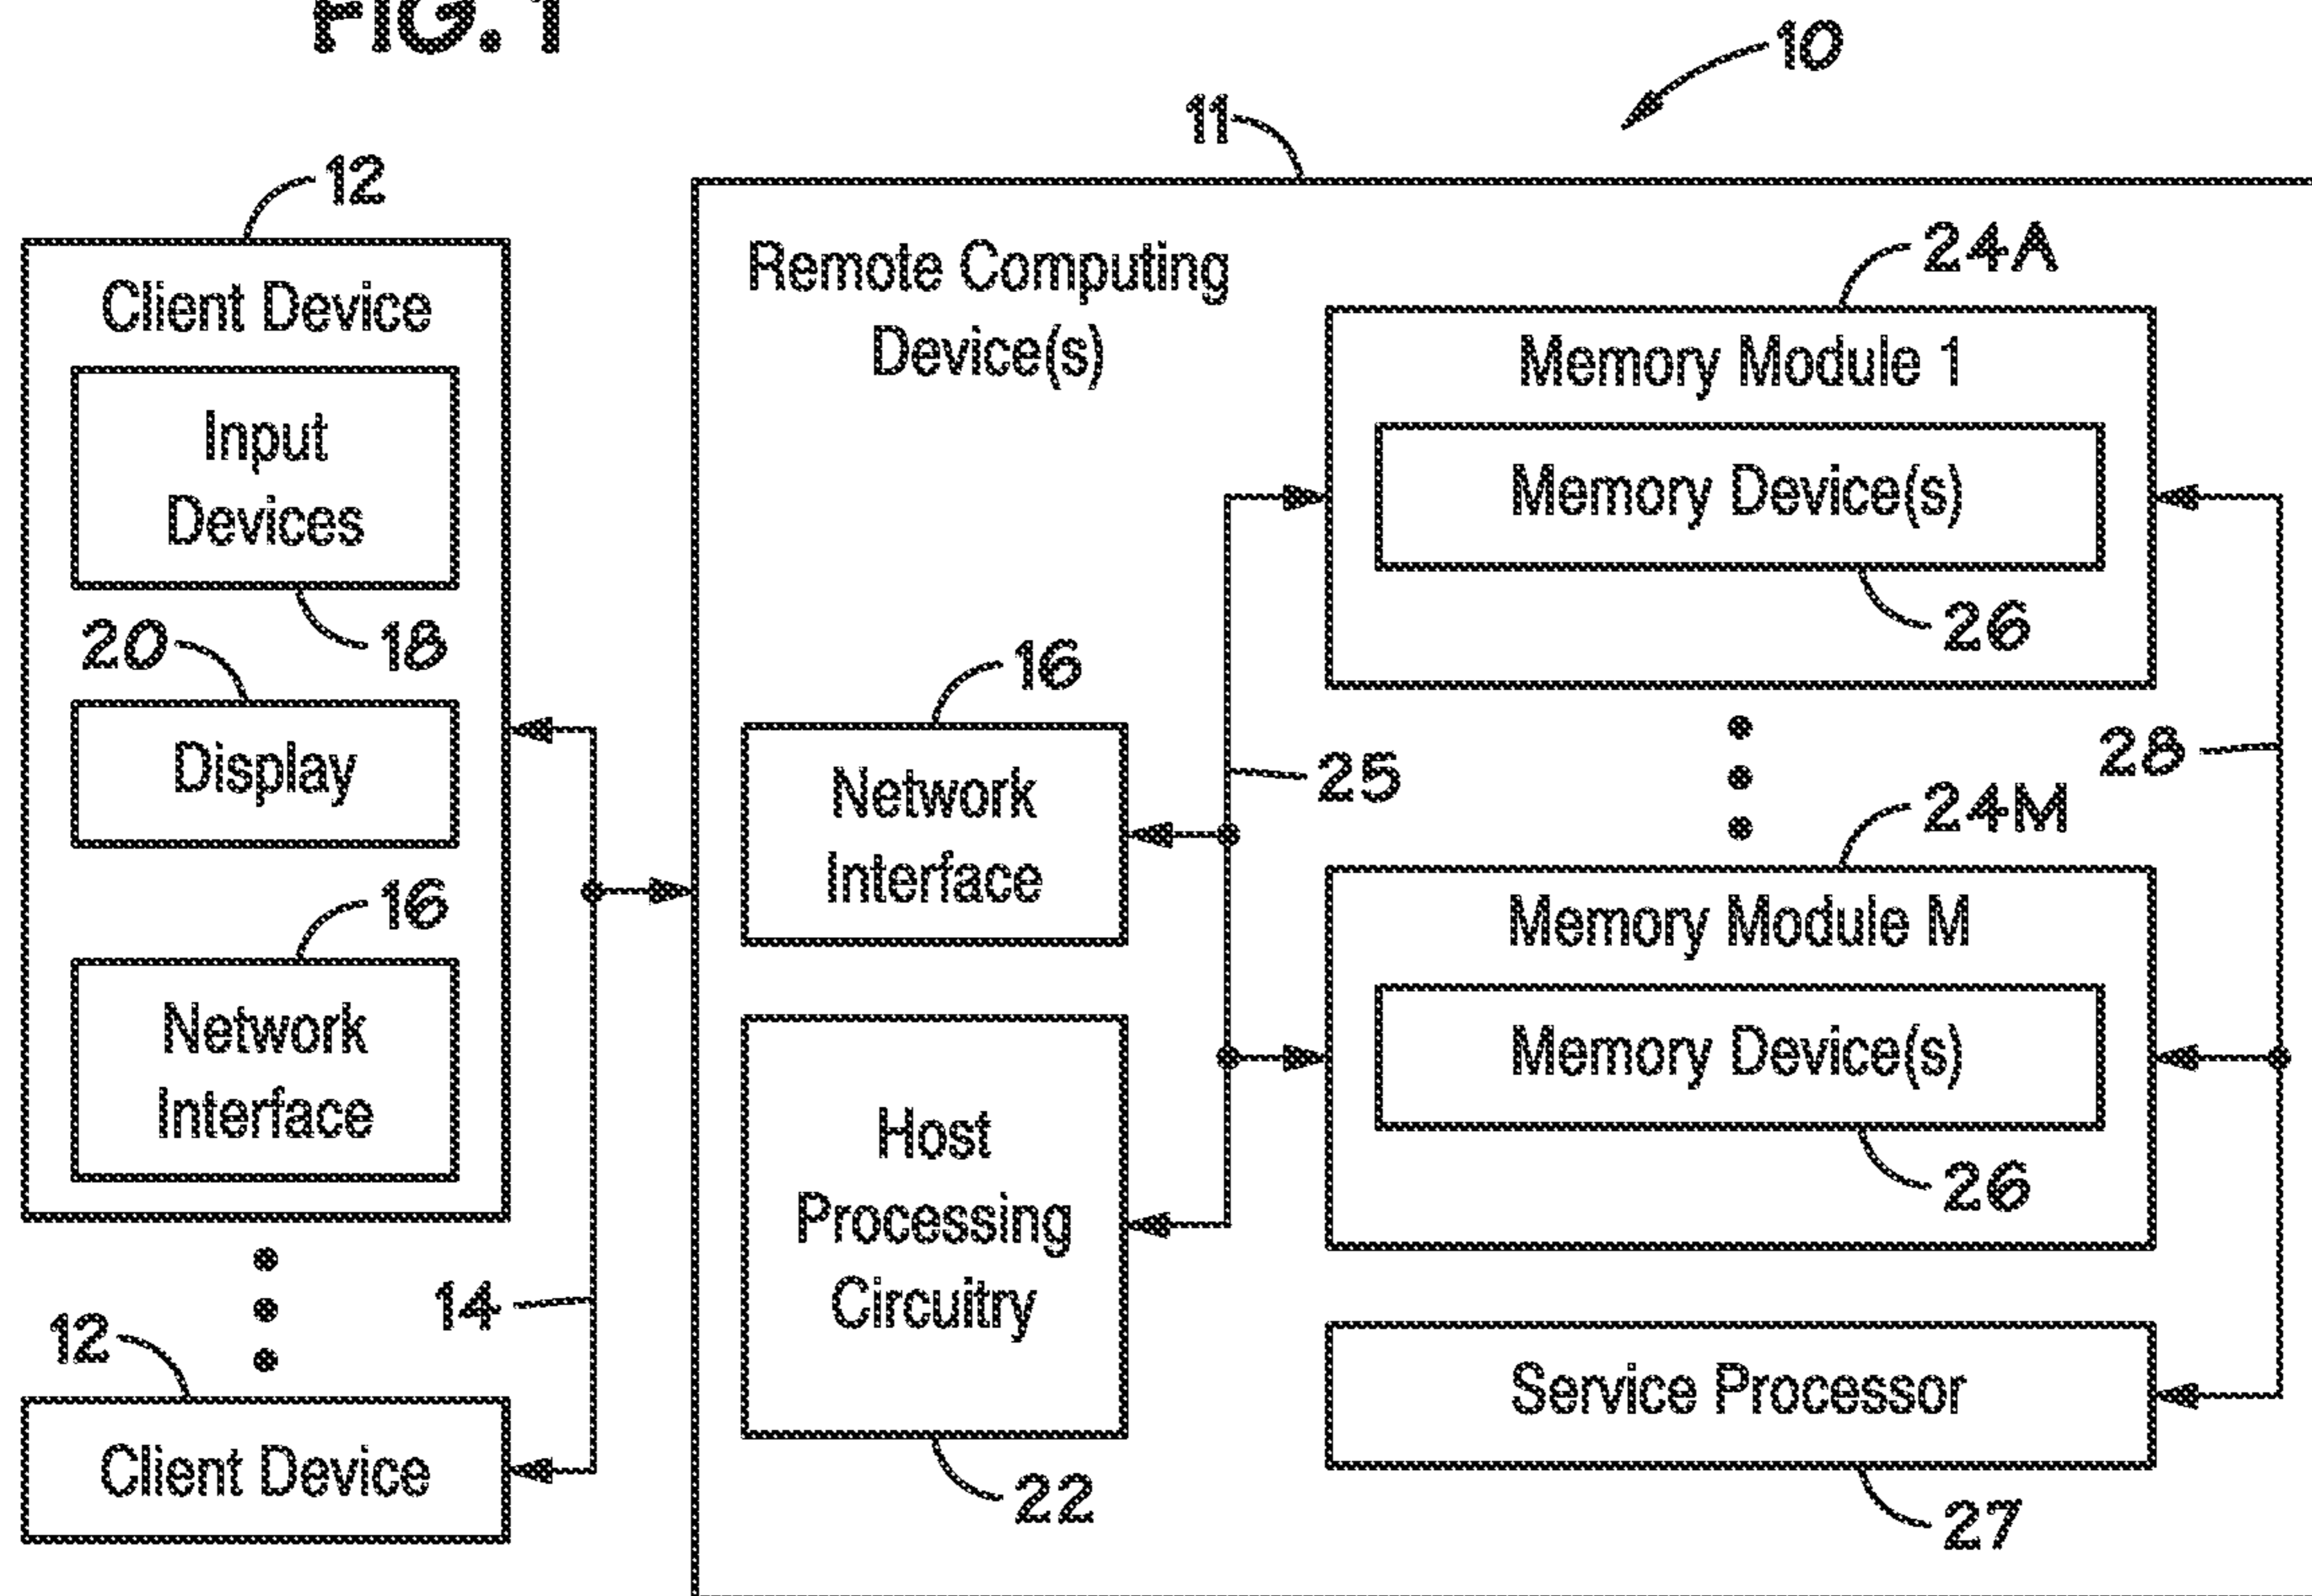 FIG. 1
10
11
12
Client Device
Input
Devices
18
20
Display
16
Network
Interface
14
12
Client Device
Remote Computing
Device(s)
16
Network
Interface
25
Host
Processing
Circuitry
22
24A
Memory Module 1
Memory Device(s)
26
28
24M
Memory Module M
Memory Device(s)
26
Service Processor
27